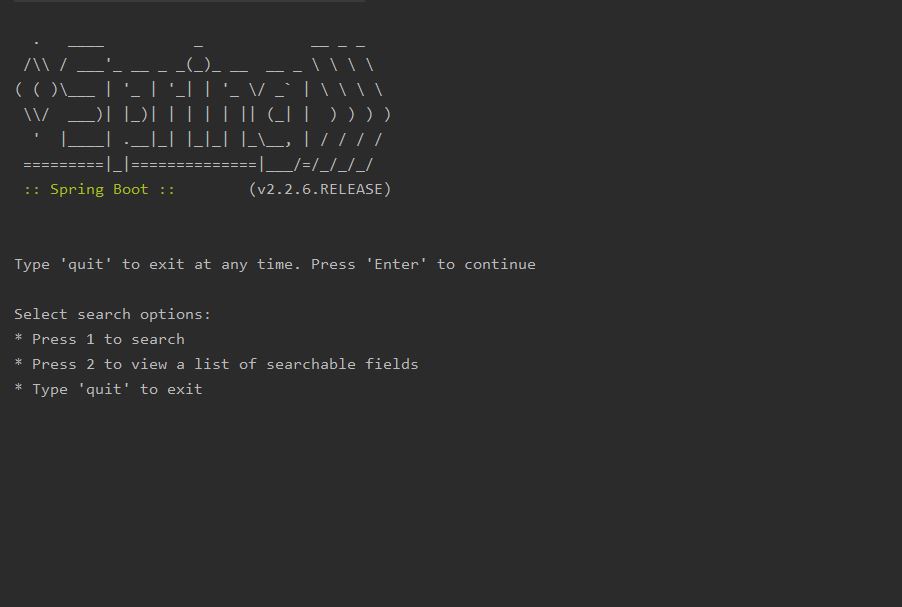 .   ____          _            __ _ _
 /\\ / ___'_ __ _ _(_)_ __  __ _ \ \ \ \
( ( )\___ | '_ | '_| | '_ \/ _` | \ \ \ \
 \\/  ___)| |_)| | | | | || (_| |  ) ) ) )
  '  |____| .__|_| |_|_| |_\__, | / / / /
 =========|_|==============|___/=/_/_/_/
 :: Spring Boot ::        (v2.2.6.RELEASE)
Type 'quit' to exit at any time. Press 'Enter' to continue
Select search options:
* Press 1 to search
* Press 2 to view a list of searchable fields
* Type 'quit' to exit